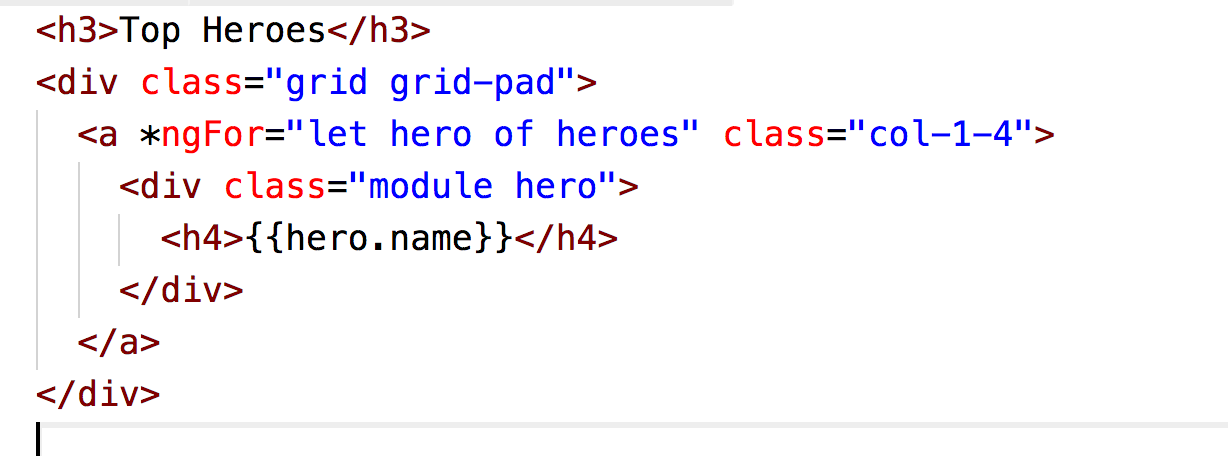 <h3>Top Heroes</h3>
<div class="grid grid-pad">
  <a *ngFor="let hero of heroes" class="col-1-4">
    <div class="module hero">
      <h4>{{hero.name}}</h4>
    </div>
  </a>
</div>